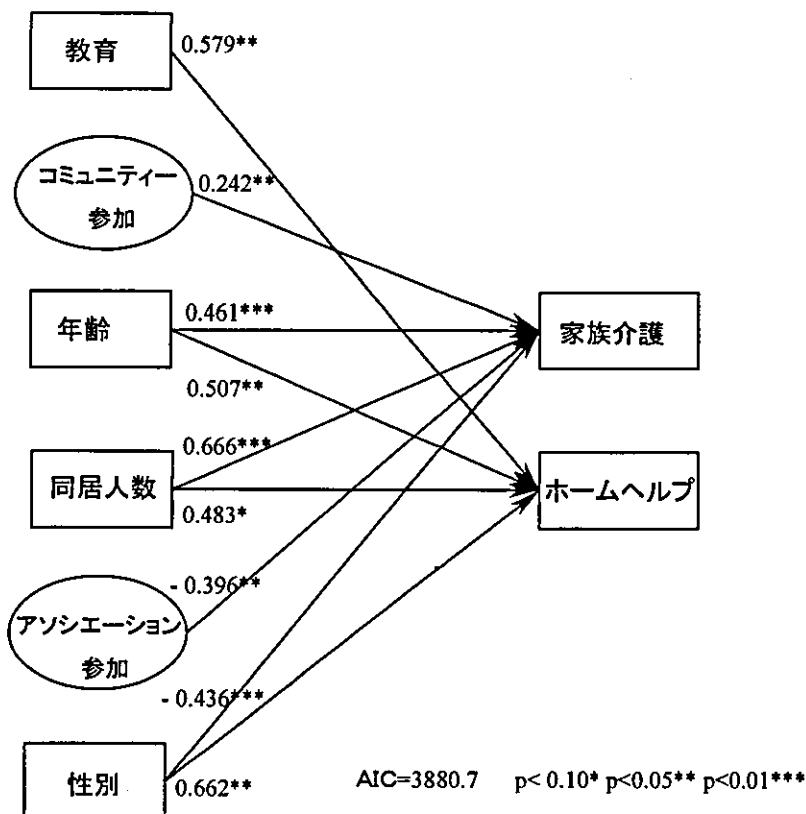 教育
0.579**
コミュニティー
参加
0.242**
年齢
0.461***
家族介護
0.507**
0.666***
同居人数
ホームヘルプ
0.483*
- 0.396**
アソシエーション
参加
- 0.436***
性別
0.662**
AIC=3880.7 p< 0.10* p<0.05** p<0.01***